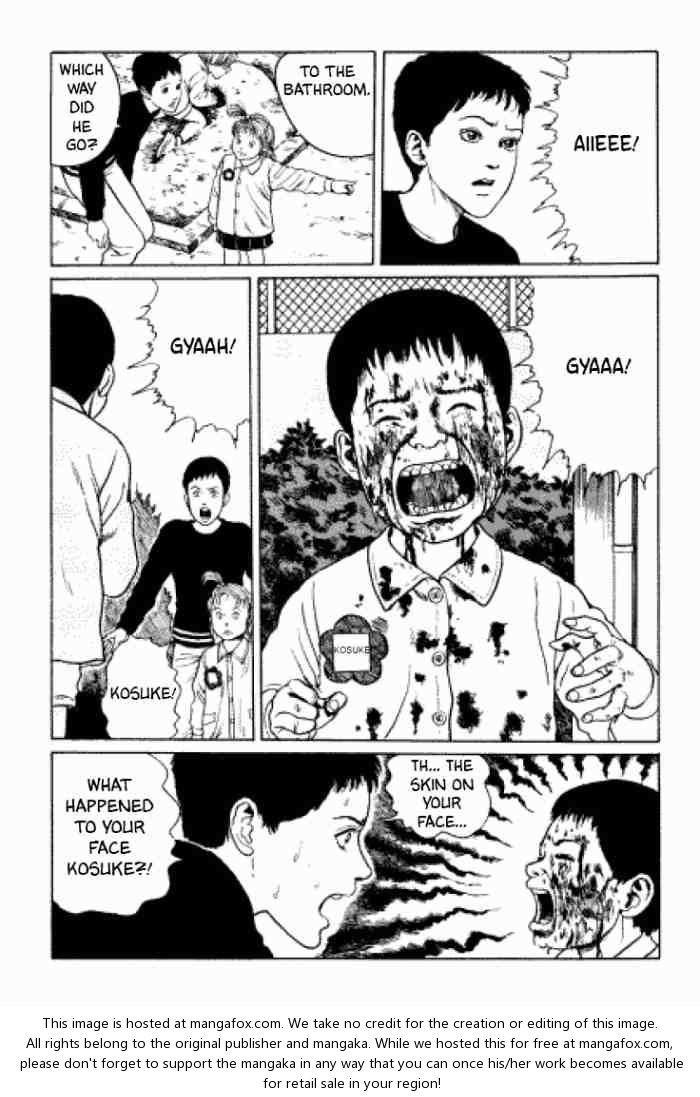 WHICH
WAY
DID
HE
GO?
TO THE
BATHROOM.
AIIEEE!
GYAAH!
KOSUKE!
GYAAA!
KOSUKE
WHAT
HAPPENED
TO YOUR
FACE
KOSUKE?!
TH... THE
SKIN ON
YOUR
FACE...
This image is hosted at mangafox.com. We take no credit for the creation or editing of this image.
All rights belong to the original publisher and mangaka. While we hosted this for free at mangafox.com,
please don't forget to support the mangaka in any way that you can once his/her work becomes available
for retail sale in your region!